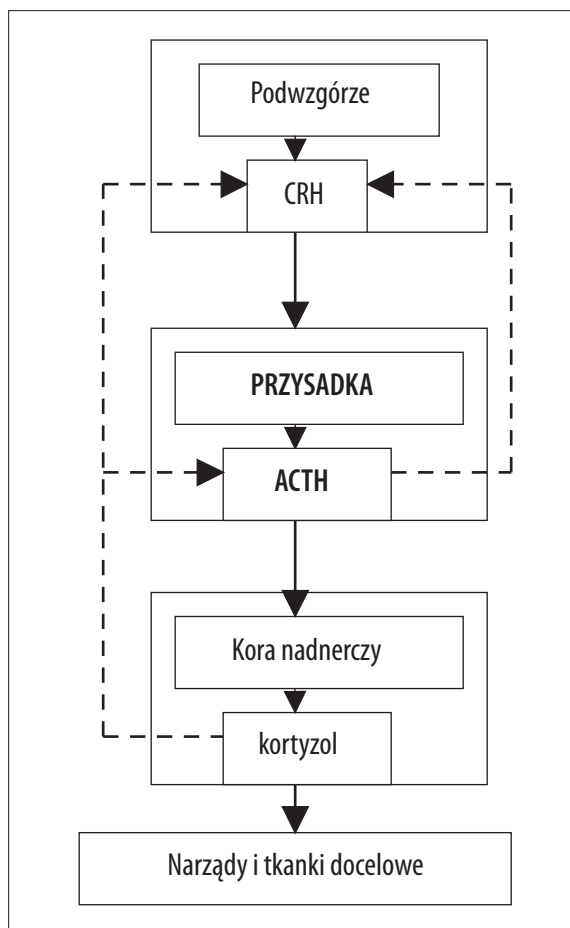 Podwzgórze
CRH
PRZYSADKA
ACTH
Kora nadnerczy
kortyzol
Narządy i tkanki docelowe